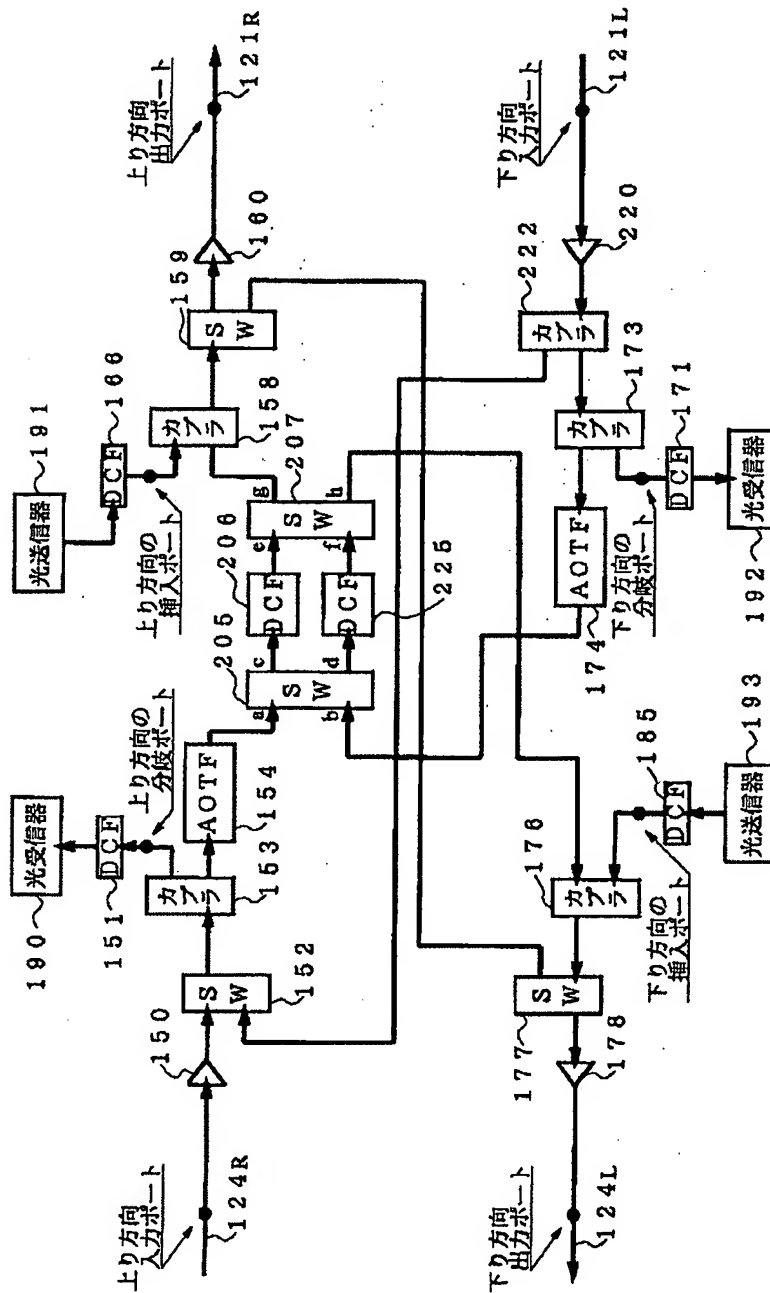 上り方向
入力ポート
124R
150
SW
152
190
光受信器
151
DCF
カプラ
153
上り方向の
分岐ポート
AOTF
154
205
a
b
SW
c
d
206
DCF
DCF
225
207
e
f
SW
g
h
191
光送信器
166
DCF
上り方向の
挿入ポート
カプラ
158
159
SW
160
上り方向
出力ポート
121R
下り方向
出力ポート
124L
178
177
SW
176
カプラ
下り方向の
挿入ポート
185
DCF
193
光送信器
AOTF
174
下り方向の
分岐ポート
カプラ
173
DCF
171
192
光受信器
222
カプラ
220
下り方向
入力ポート
121L